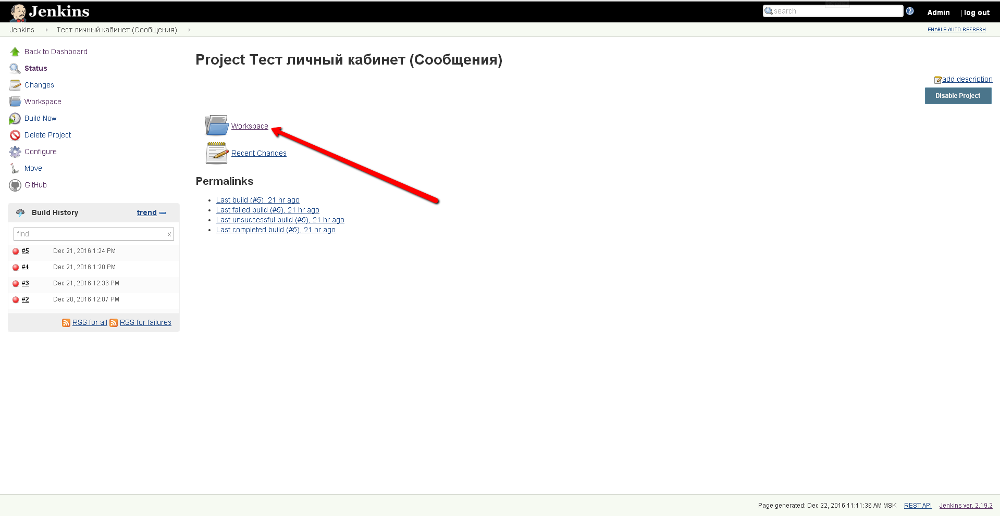 Jenkins
search
Admin
| log out
Jenkins
Тест личный кабинет (Сообщения)
ENABLE AUTO REFRESH
Back to Dashboard
Status
Changes
Workspace
Build Now
Delete Project
Configure
Move
GitHub
Build History
trend
find
x
#5 Dec 21, 2016 1:24 PM
#4 Dec 21, 2016 1:20 PM
#3 Dec 21, 2016 12:36 PM
#2 Dec 20, 2016 12:07 PM
RSS for all RSS for failures
Project Тест личный кабинет (Сообщения)
add description
Disable Project
Workspace
Recent Changes
Permalinks
Last build (#5), 21 hr ago
Last failed build (#5), 21 hr ago
Last unsuccessful build (#5), 21 hr ago
Last completed build (#5), 21 hr ago
Page generated: Dec 22, 2016 11:11:36 AM MSK REST API Jenkins ver. 2.19.2